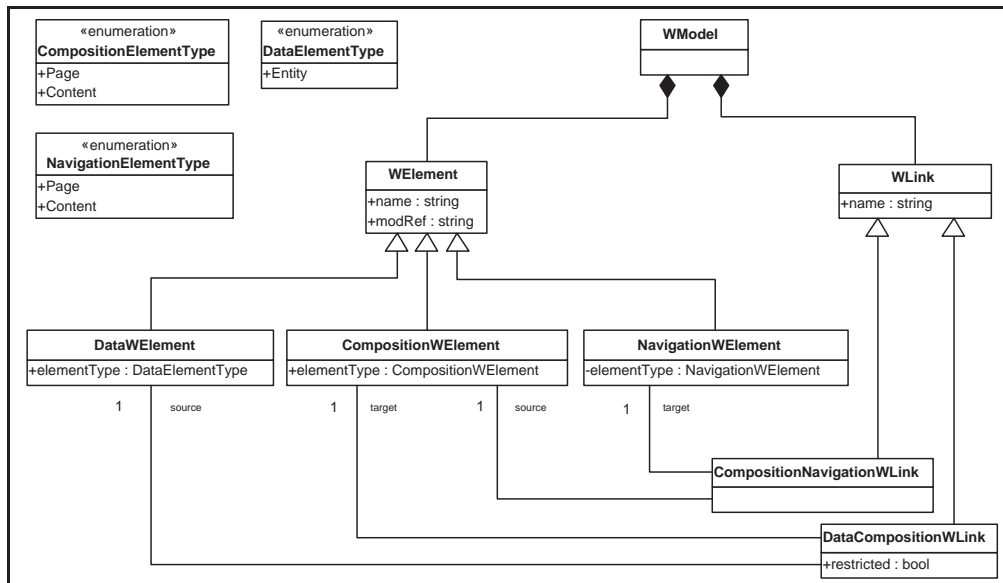 «enumeration»
CompositionElementType
+Page
+Content
«enumeration»
DataElementType
+Entity
WModel
«enumeration»
NavigationElementType
+Page
+Content
WElement
+name : string
+modRef : string
WLink
+name : string
DataWElement
+elementType : DataElementType
CompositionWElement
+elementType : CompositionWElement
NavigationWElement
-elementType : NavigationWElement
1 source
1 target
1 source
1 target
CompositionNavigationWLink
DataCompositionWLink
+restricted : bool